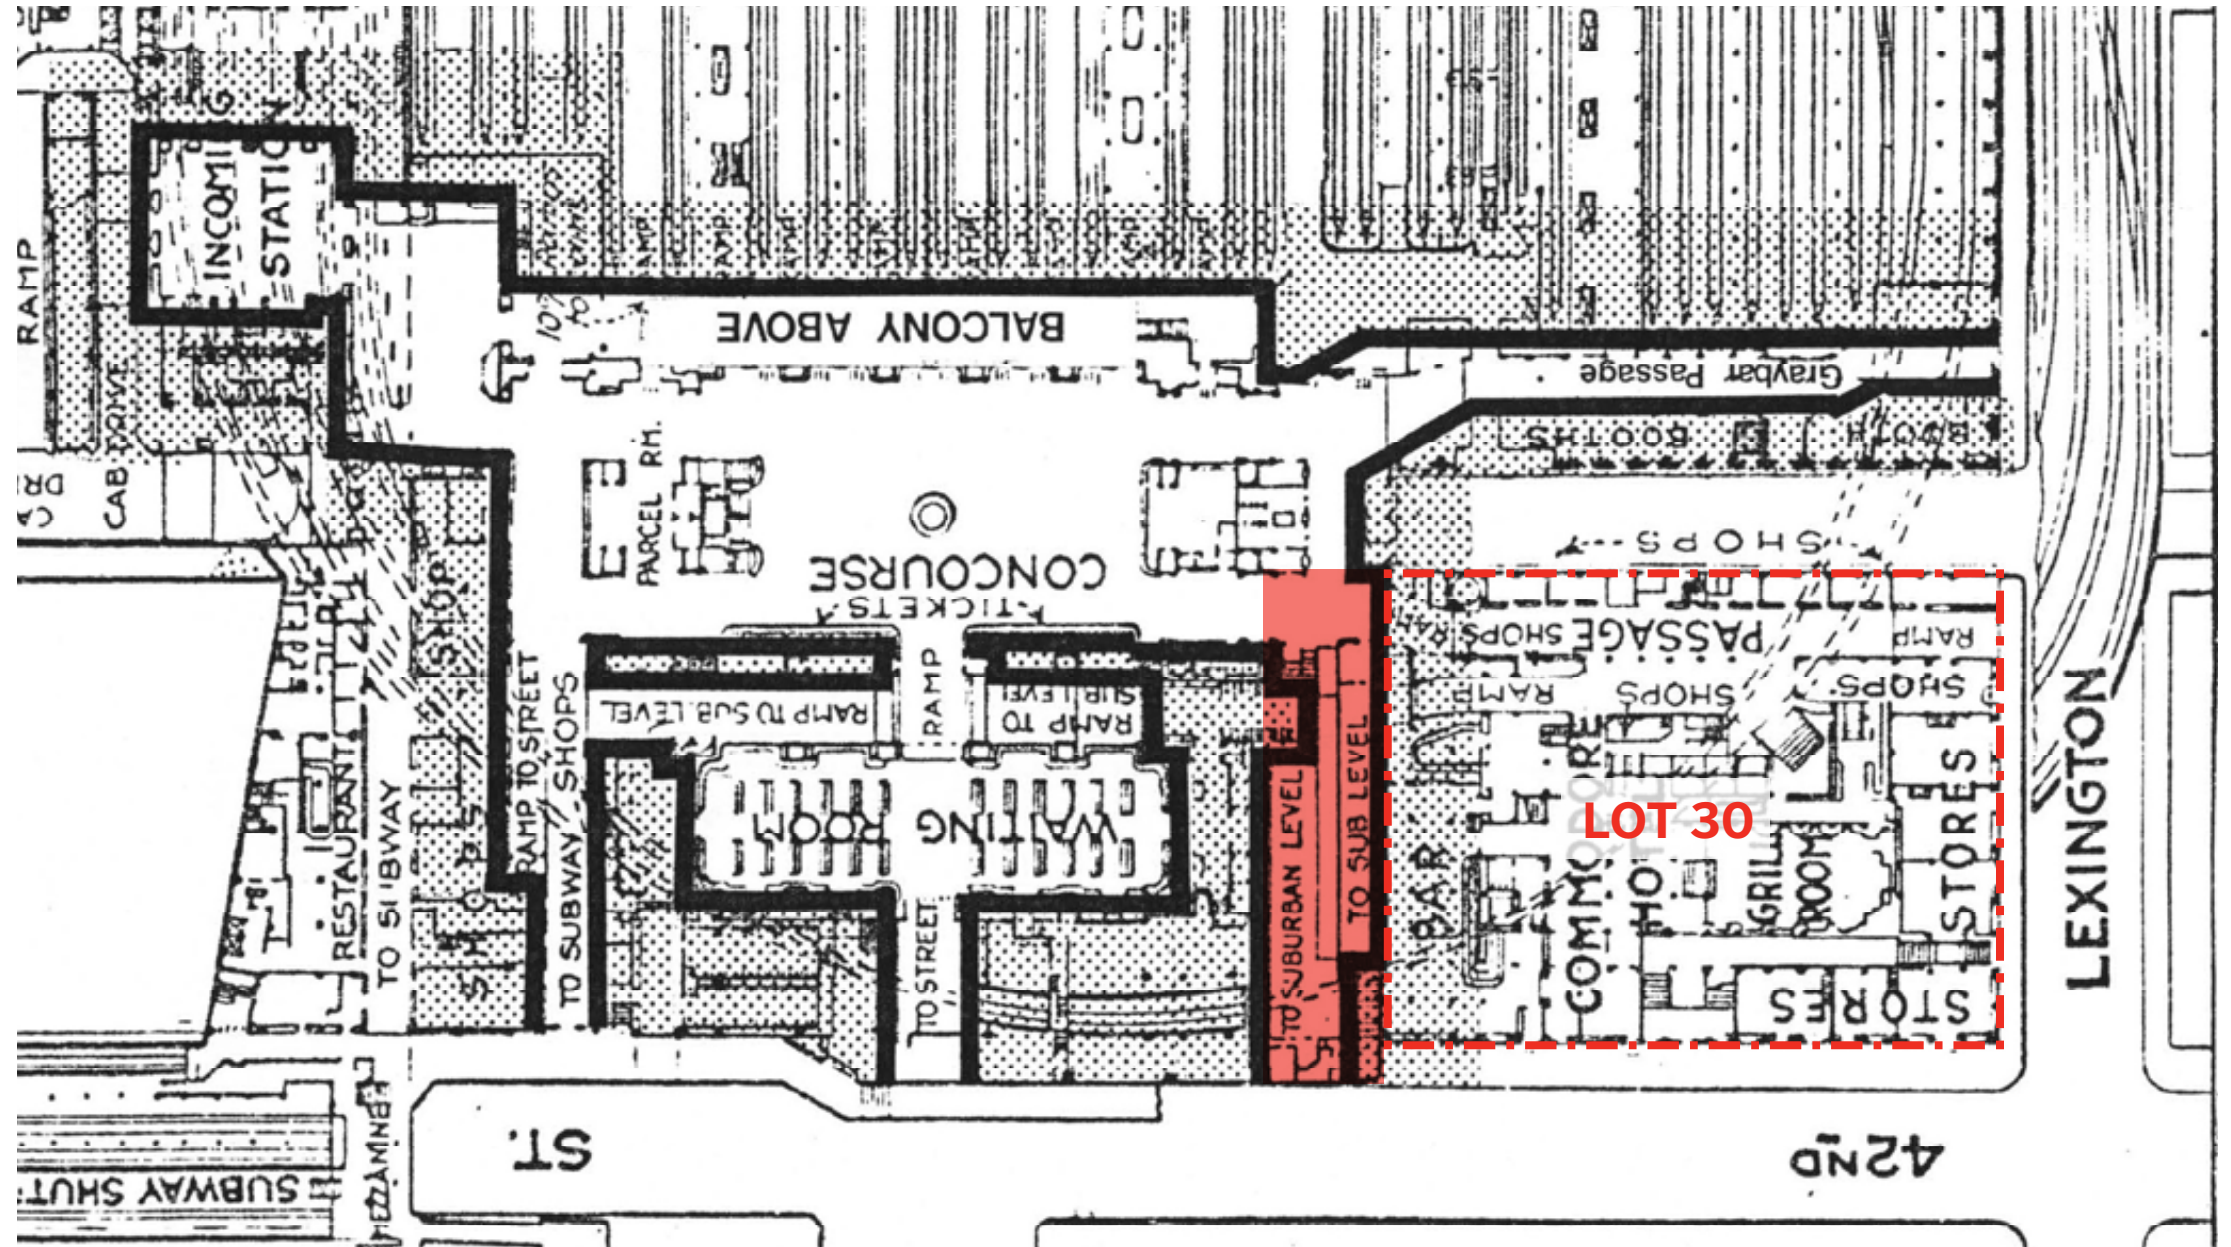 INCOMING
STATION
RAMP
CAB DRIVE
BALCONY ABOVE
Graybar Passage
BOOTHS
BOOTH
PARCEL RM.
CONCOURSE
TICKETS
SHOPS
SHOP
SHOPS
RESTAURANT
TO SUBWAY
RAMP TO STREET
TO SUBWAY - SHOPS
RAMP TO SUB. LEVEL
RAMP
RAMP TO
SUB LEVEL
WAITING ROOM
TO STREET
TO SUBURBAN LEVEL
TO SUB LEVEL
PASSAGE
SHOPS
RAMP
RAMP
SHOPS
SHOPS
RAMP
BAR
COMMODORE
HOTEL
LOT 30
GRILL
ROOM
STORES
STORES
LEXINGTON
42ND
ST.
MEZZANINE
SUBWAY SHUT